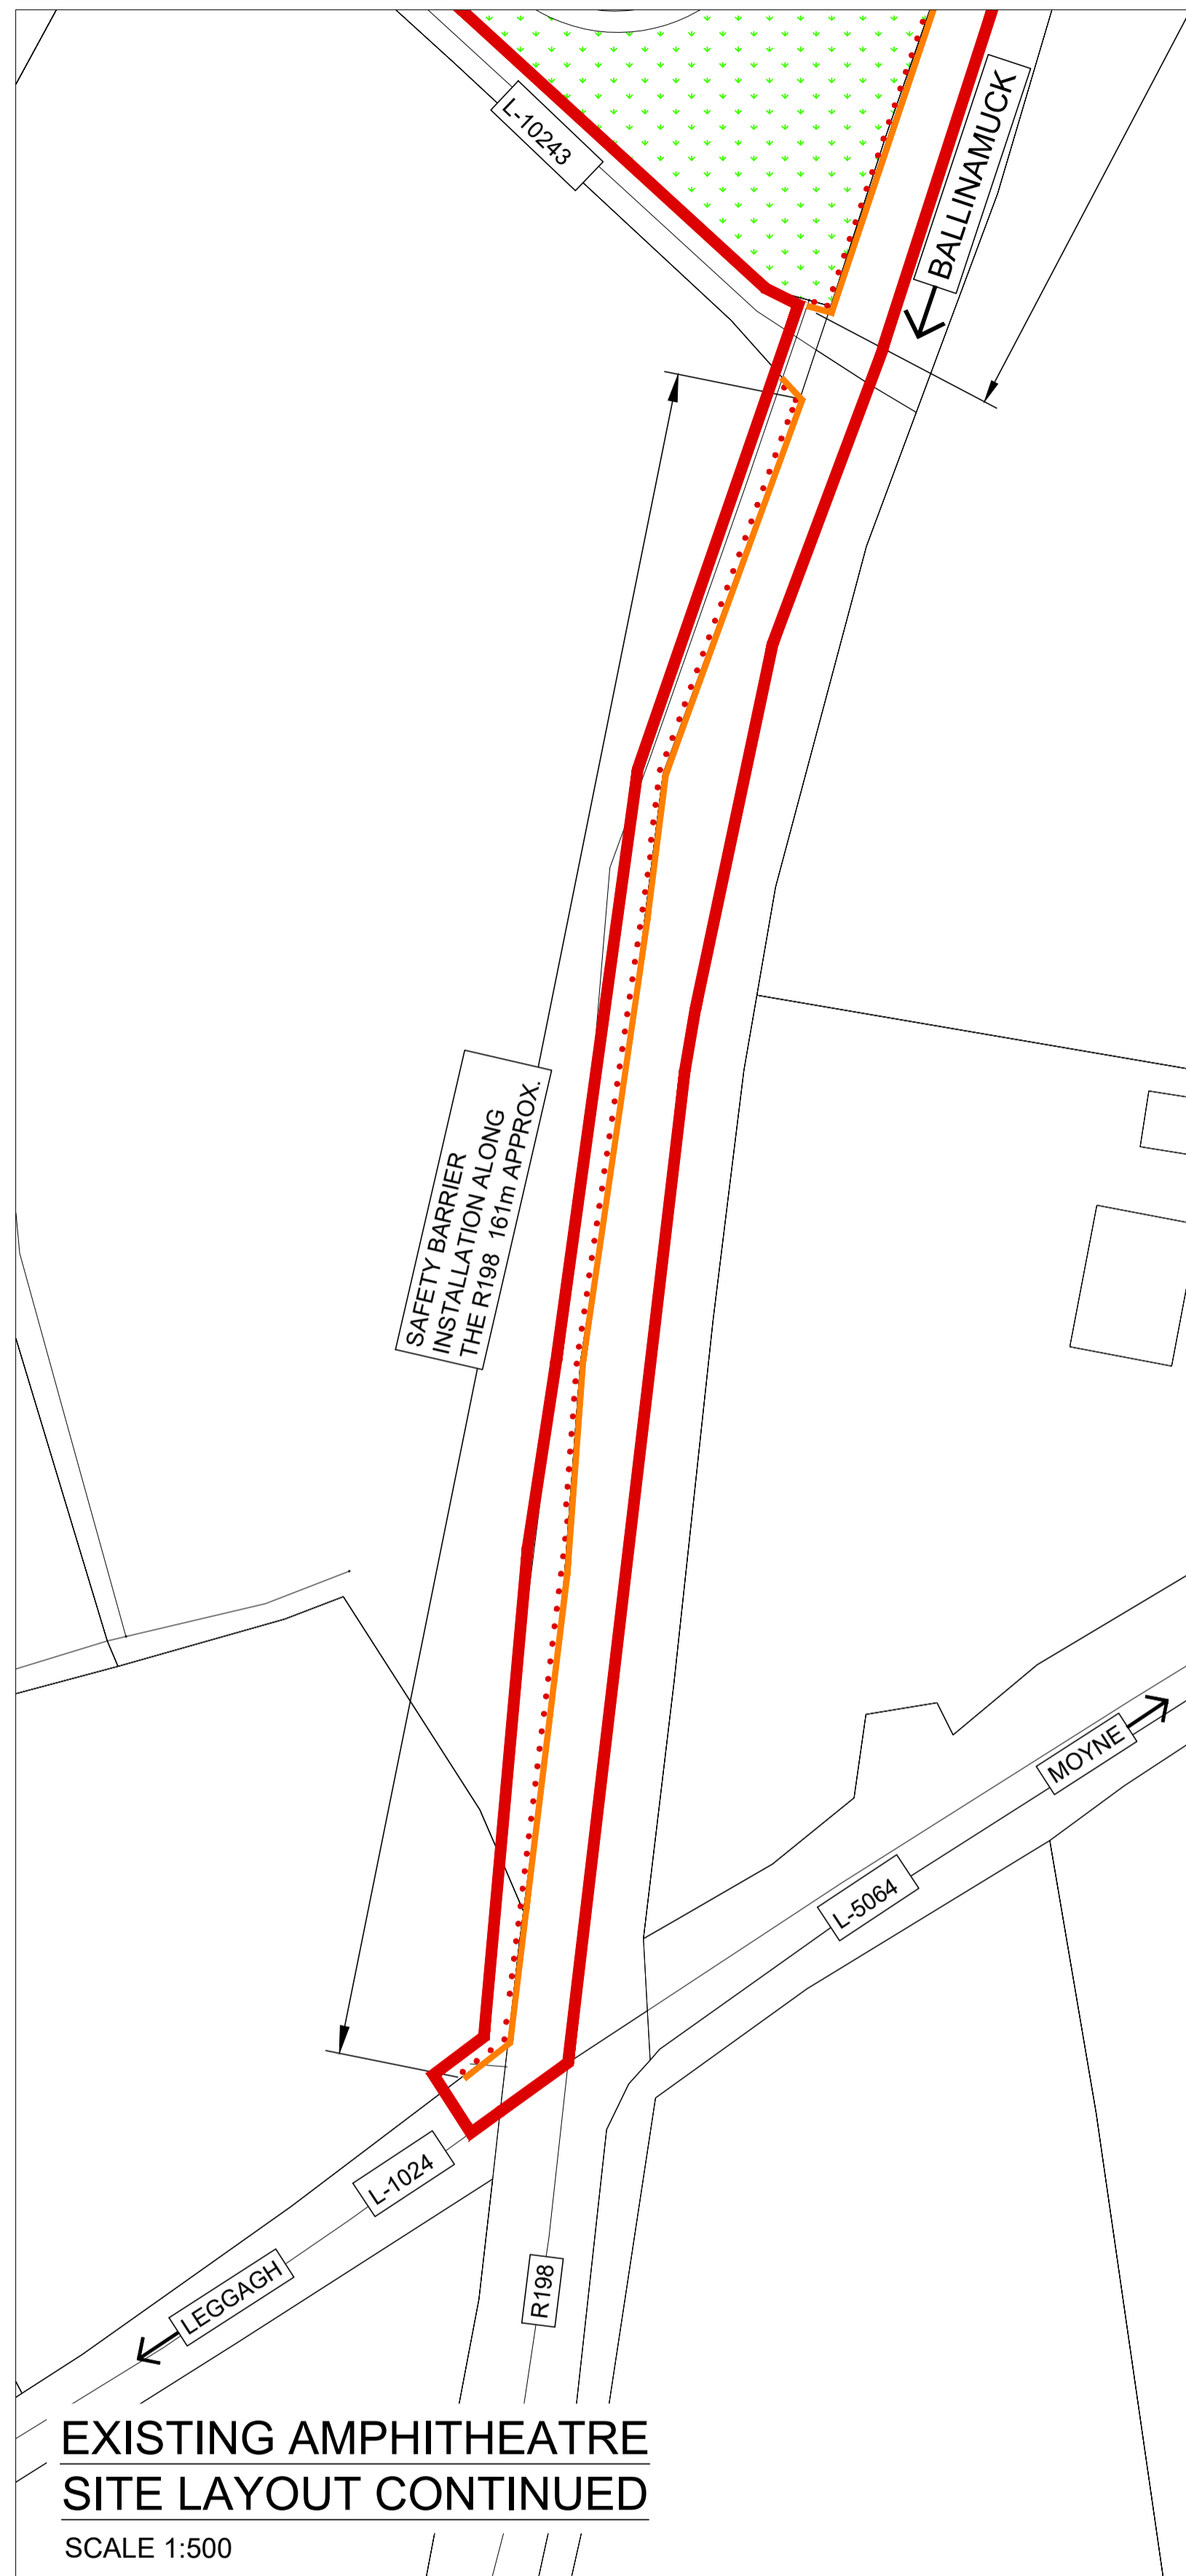 L-10243
BALLINAMUCK
SAFETY BARRIER
INSTALLATION ALONG
THE R198 161m APPROX.
MOYNE
L-5064
L-1024
LEGGAGH
R198
EXISTING AMPHITHEATRE
SITE LAYOUT CONTINUED
SCALE 1:500